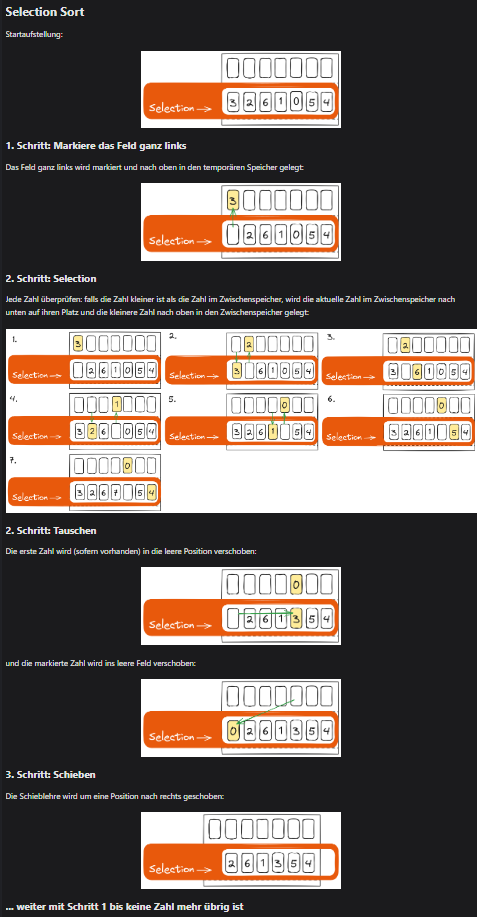 Selection Sort
Startaufstellung:
Selection → 3 2 6 1 0 5 4
1. Schritt: Markiere das Feld ganz links
Das Feld ganz links wird markiert und nach oben in den temporären Speicher gelegt:
3
Selection → 2 6 1 0 5 4
2. Schritt: Selection
Jede Zahl überprüfen: falls die Zahl kleiner ist als die Zahl im Zwischenspeicher, wird die aktuelle Zahl im Zwischenspeicher nach
unten auf ihren Platz und die kleinere Zahl nach oben in den Zwischenspeicher gelegt:
1.
3
Selection → 2 6 1 0 5 4
2.
2
Selection → 3 6 1 0 5 4
3.
2
Selection → 3 6 1 0 5 4
4.
1
Selection → 3 2 6 0 5 4
5.
0
Selection → 3 2 6 1 5 4
6.
0
Selection → 3 2 6 1 5 4
7.
0
Selection → 3 2 6 7 5 4
2. Schritt: Tauschen
Die erste Zahl wird (sofern vorhanden) in die leere Position verschoben:
0
Selection → 2 6 1 3 5 4
und die markierte Zahl wird ins leere Feld verschoben:
Selection → 0 2 6 1 3 5 4
3. Schritt: Schieben
Die Schieblehre wird um eine Position nach rechts geschoben:
Selection → 2 6 1 3 5 4
... weiter mit Schritt 1 bis keine Zahl mehr übrig ist